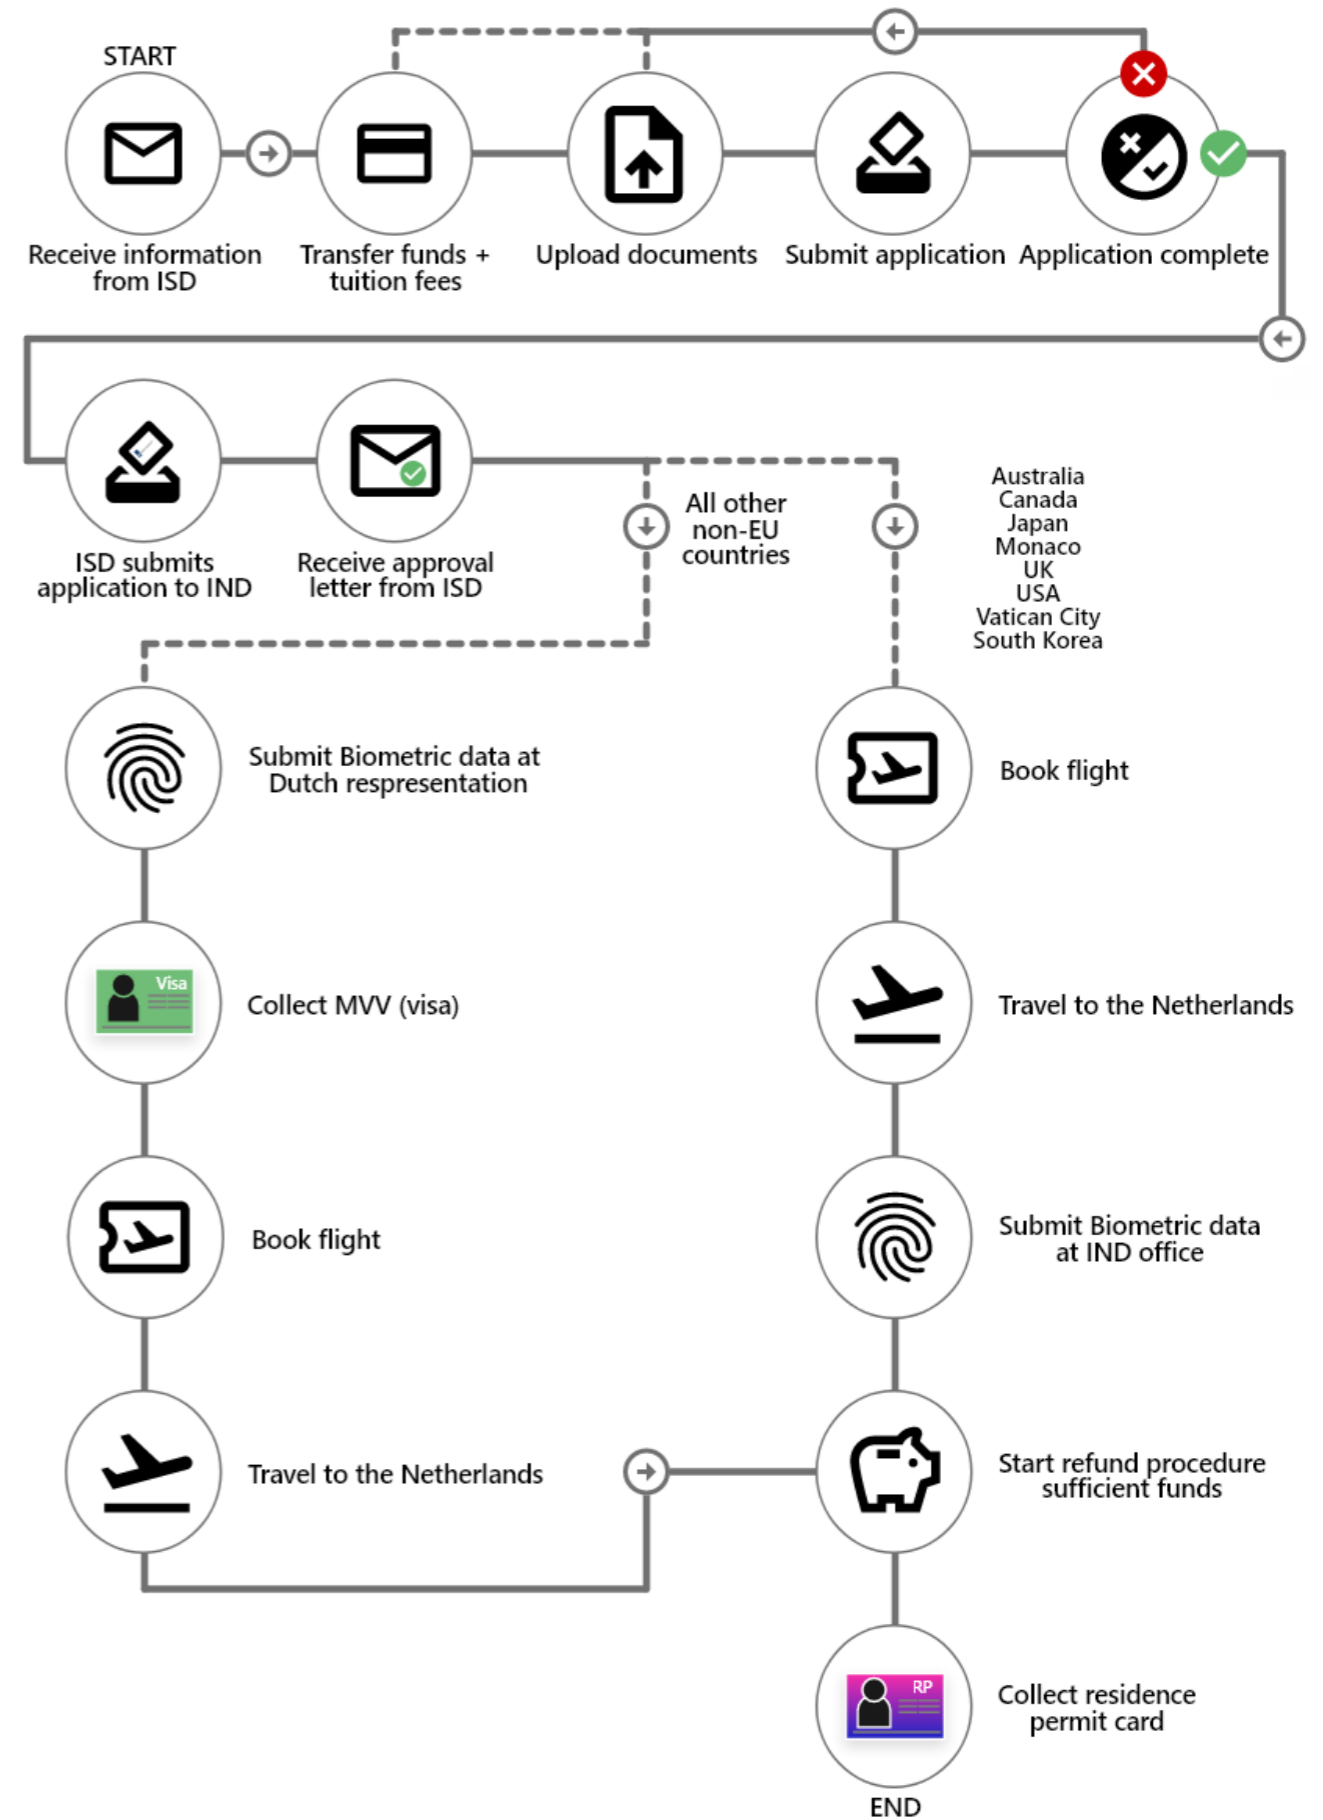 START
Receive information
from ISD
Transfer funds +
tuition fees
Upload documents
Submit application
Application complete
ISD submits
application to IND
Receive approval
letter from ISD
All other
non-EU
countries
Australia
Canada
Japan
Monaco
UK
USA
Vatican City
South Korea
Submit Biometric data at
Dutch respresentation
Book flight
Visa
Collect MVV (visa)
Travel to the Netherlands
Book flight
Submit Biometric data
at IND office
Travel to the Netherlands
Start refund procedure
sufficient funds
RP
Collect residence
permit card
END